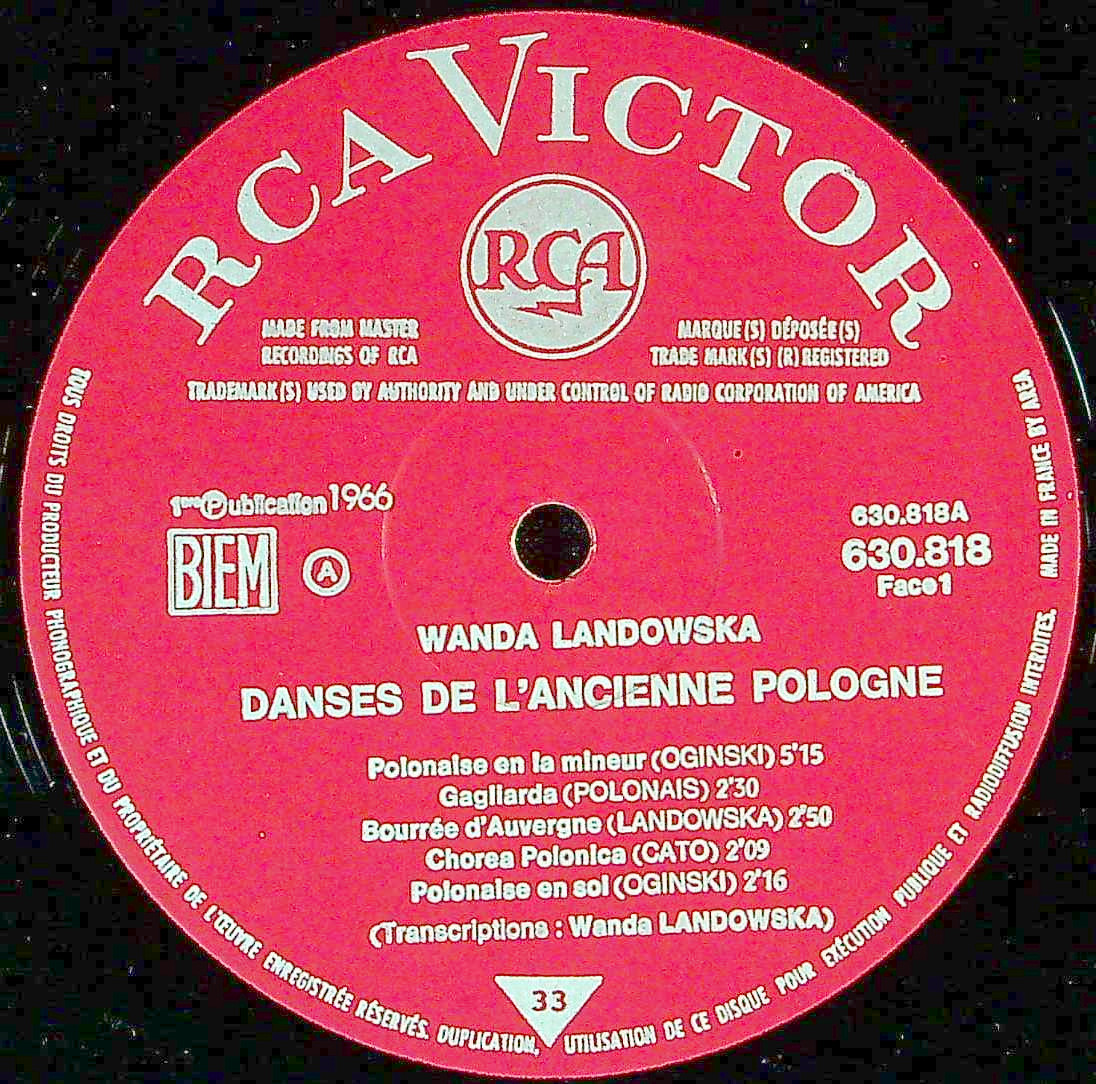 RCA VICTOR
RCA
MADE FROM MASTER
RECORDINGS OF RCA
MARQUE(S) DÉPOSÉE(S)
TRADE MARK(S) (R) REGISTERED
TRADEMARK(S) USED BY AUTHORITY AND UNDER CONTROL OF RADIO CORPORATION OF AMERICA
1ère Publication 1966
BIEM
A
630.818A
630.818
Face 1
WANDA LANDOWSKA
DANSES DE L'ANCIENNE POLOGNE
Polonaise en la mineur (OGINSKI) 5'15
Gagliarda (POLONAIS) 2'30
Bourrée d'Auvergne (LANDOWSKA) 2'50
Chorea Polonica (CATO) 2'09
Polonaise en sol (OGINSKI) 2'16
(Transcriptions : Wanda LANDOWSKA)
33
TOUS DROITS DU PRODUCTEUR PHONOGRAPHIQUE ET DU PROPRIÉTAIRE DE L'ŒUVRE ENREGISTRÉE RÉSERVÉS. DUPLICATION, UTILISATION DE CE DISQUE POUR EXÉCUTION PUBLIQUE ET RADIODIFFUSION INTERDITES.
MADE IN FRANCE BY AREA